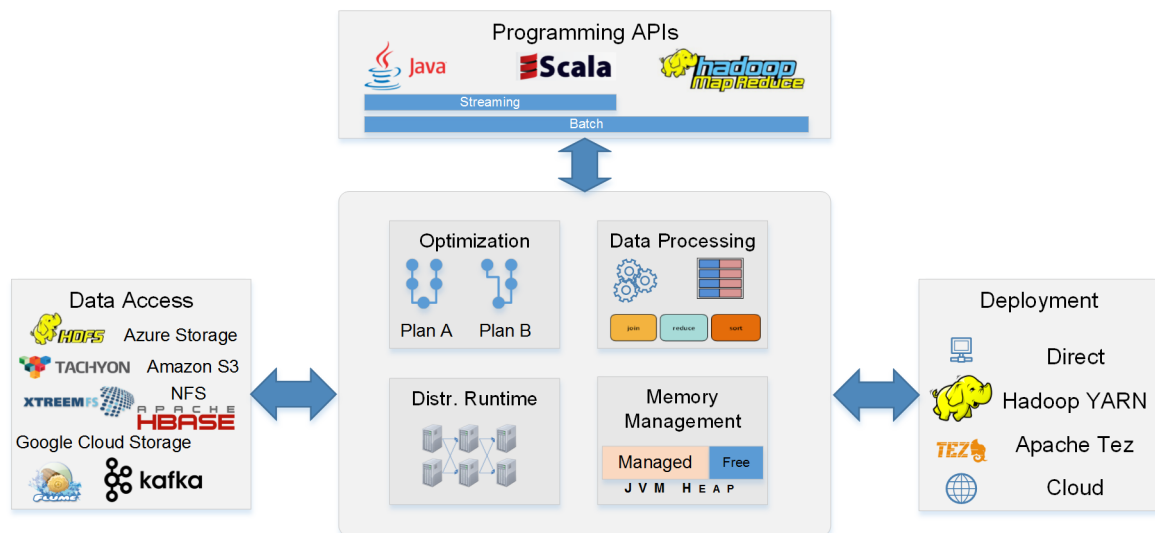 Programming APIs
Java
Scala
hadoop
Map Reduce
Streaming
Batch
Optimization
Plan A Plan B
Data Processing
join reduce sort
Data Access
HDFS Azure Storage
TACHYON Amazon S3
XTREEMFS NFS
APACHE
HBASE
Google Cloud Storage
FLUME kafka
Distr. Runtime
Memory
Management
Managed Free
JVM HEAP
Deployment
Direct
Hadoop YARN
TEZ Apache Tez
Cloud